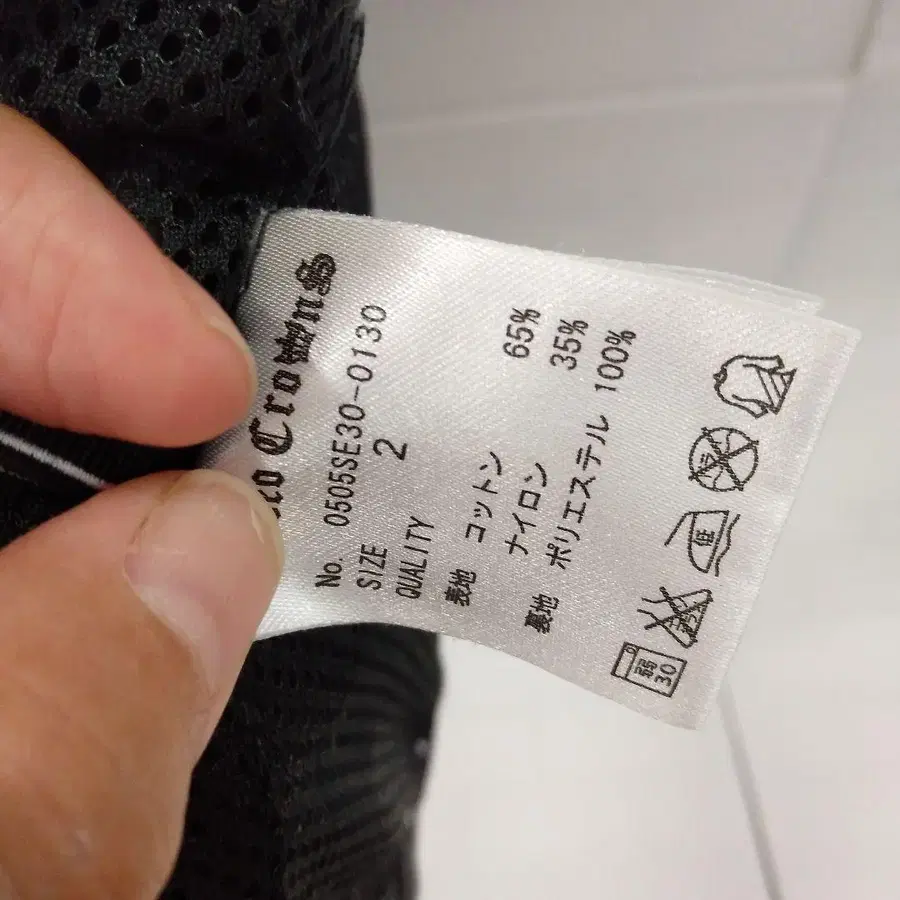 CrownS
No. 0505SE30-0130
SIZE 2
QUALITY
表地 コットン 65%
ナイロン 35%
裏地 ポリエステル 100%
低
弱
30